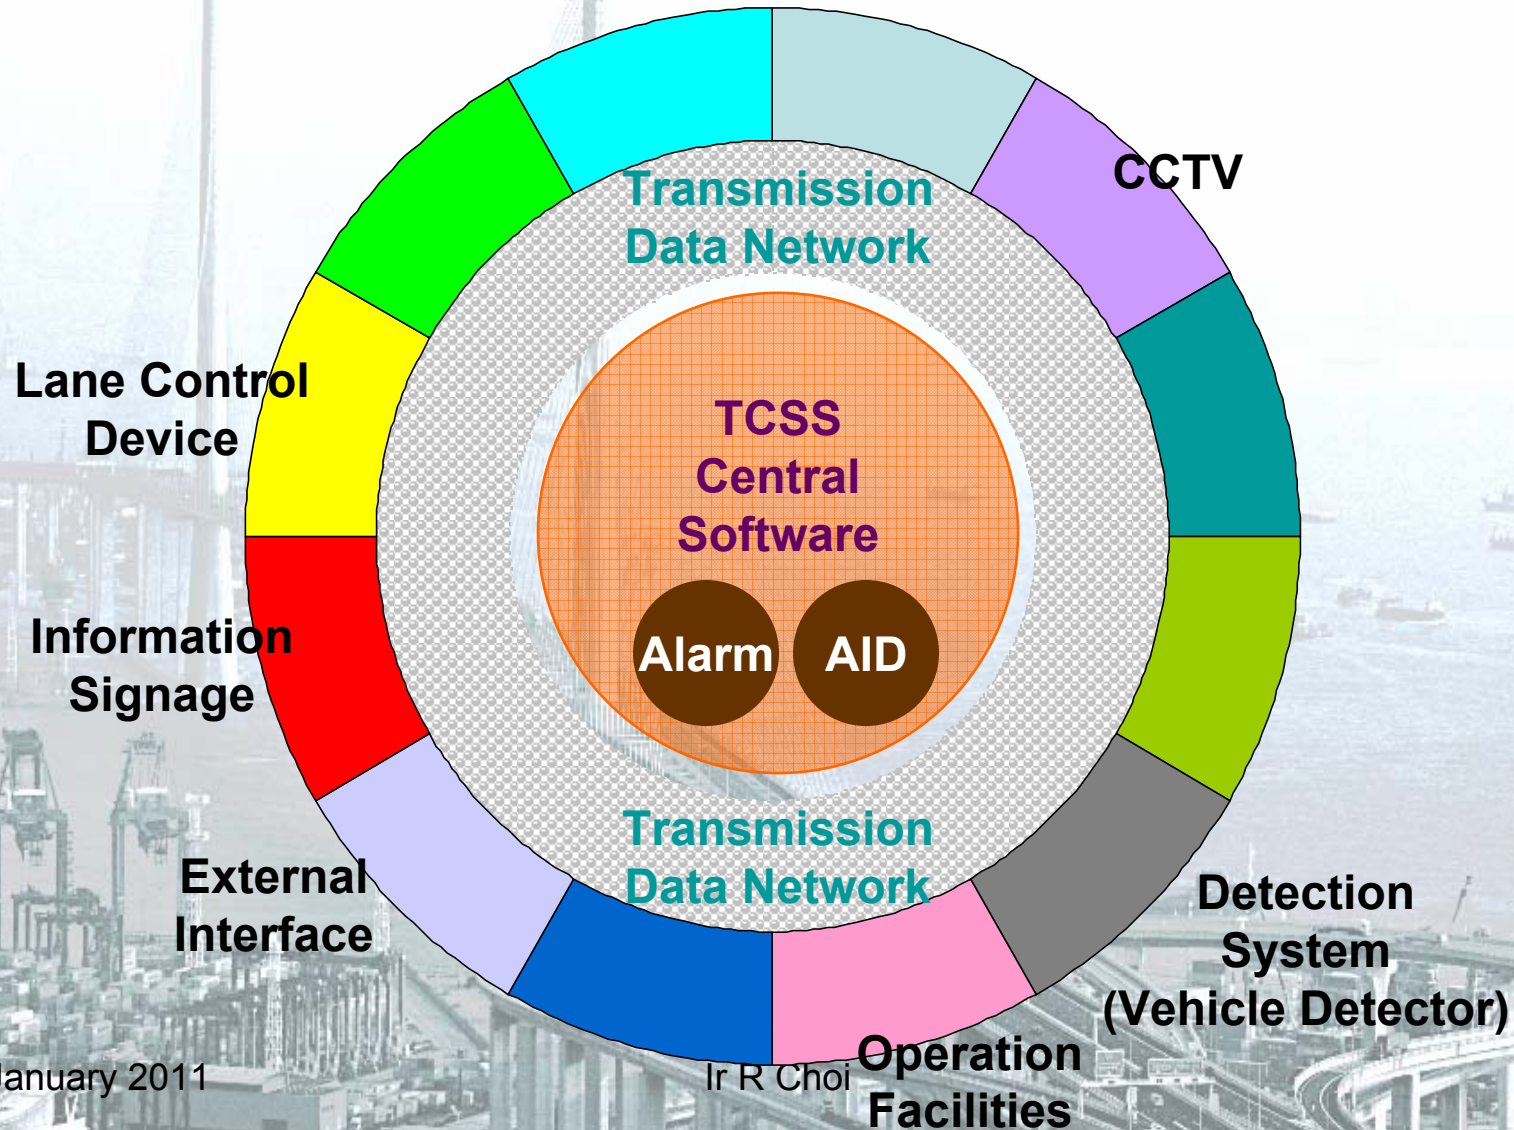 Transmission
Data Network
CCTV
Lane Control
Device
TCSS
Central
Software
Alarm
AID
Information
Signage
Transmission
Data Network
External
Interface
Detection
System
(Vehicle Detector)
Operation
Facilities
January 2011
Ir R Choi